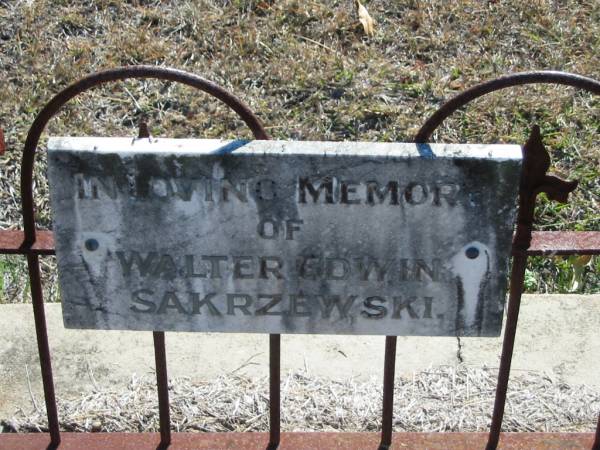 IN LOVING MEMORY
OF
WALTER EDWIN
SAKRZEWSKI.